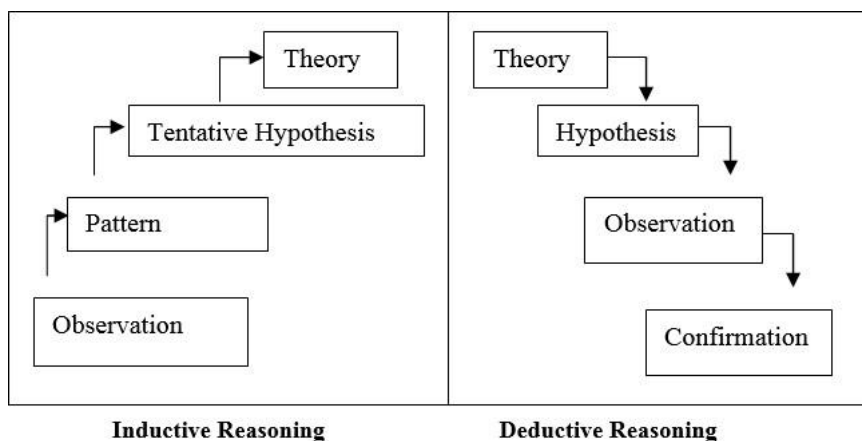 Theory
Tentative Hypothesis
Pattern
Observation
Theory
Hypothesis
Observation
Confirmation
Inductive Reasoning
Deductive Reasoning